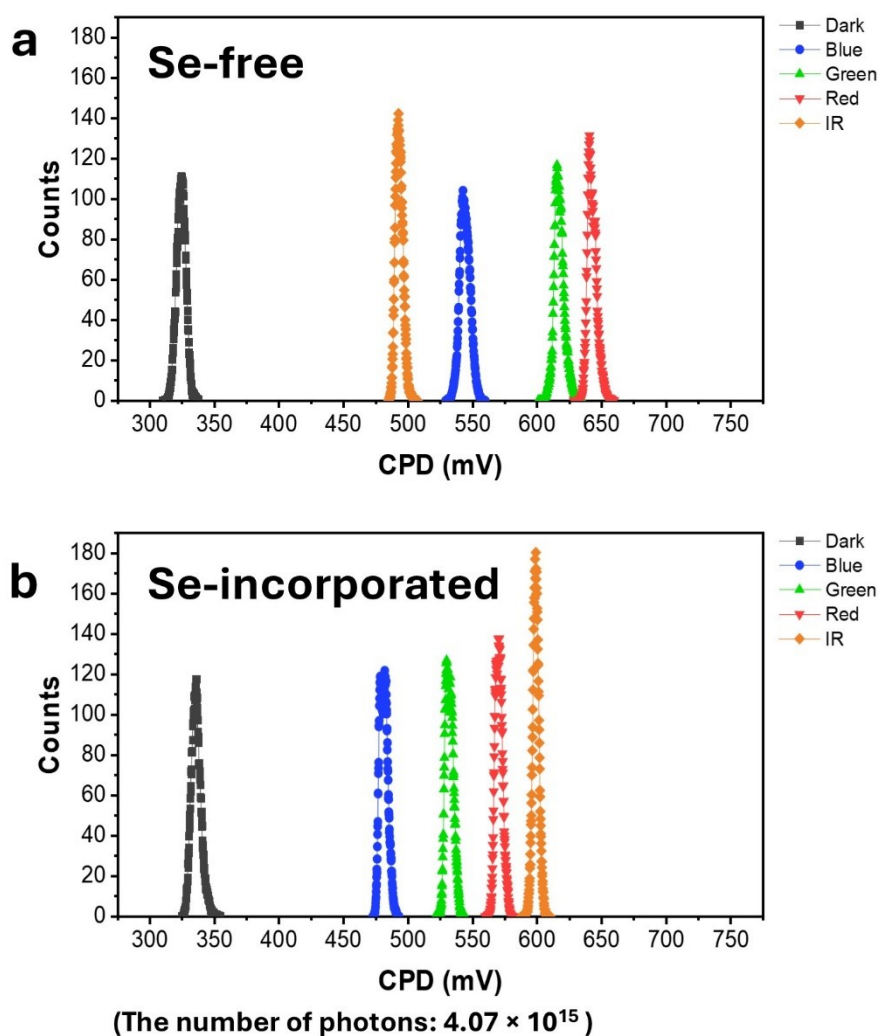 a
Se-free
Counts
180
160
140
120
100
80
60
40
20
0
300 350 400 450 500 550 600 650 700 750
CPD (mV)
Dark
Blue
Green
Red
IR
b
Se-incorporated
Counts
180
160
140
120
100
80
60
40
20
0
300 350 400 450 500 550 600 650 700 750
CPD (mV)
Dark
Blue
Green
Red
IR
(The number of photons: 4.07 × 10¹⁵ )